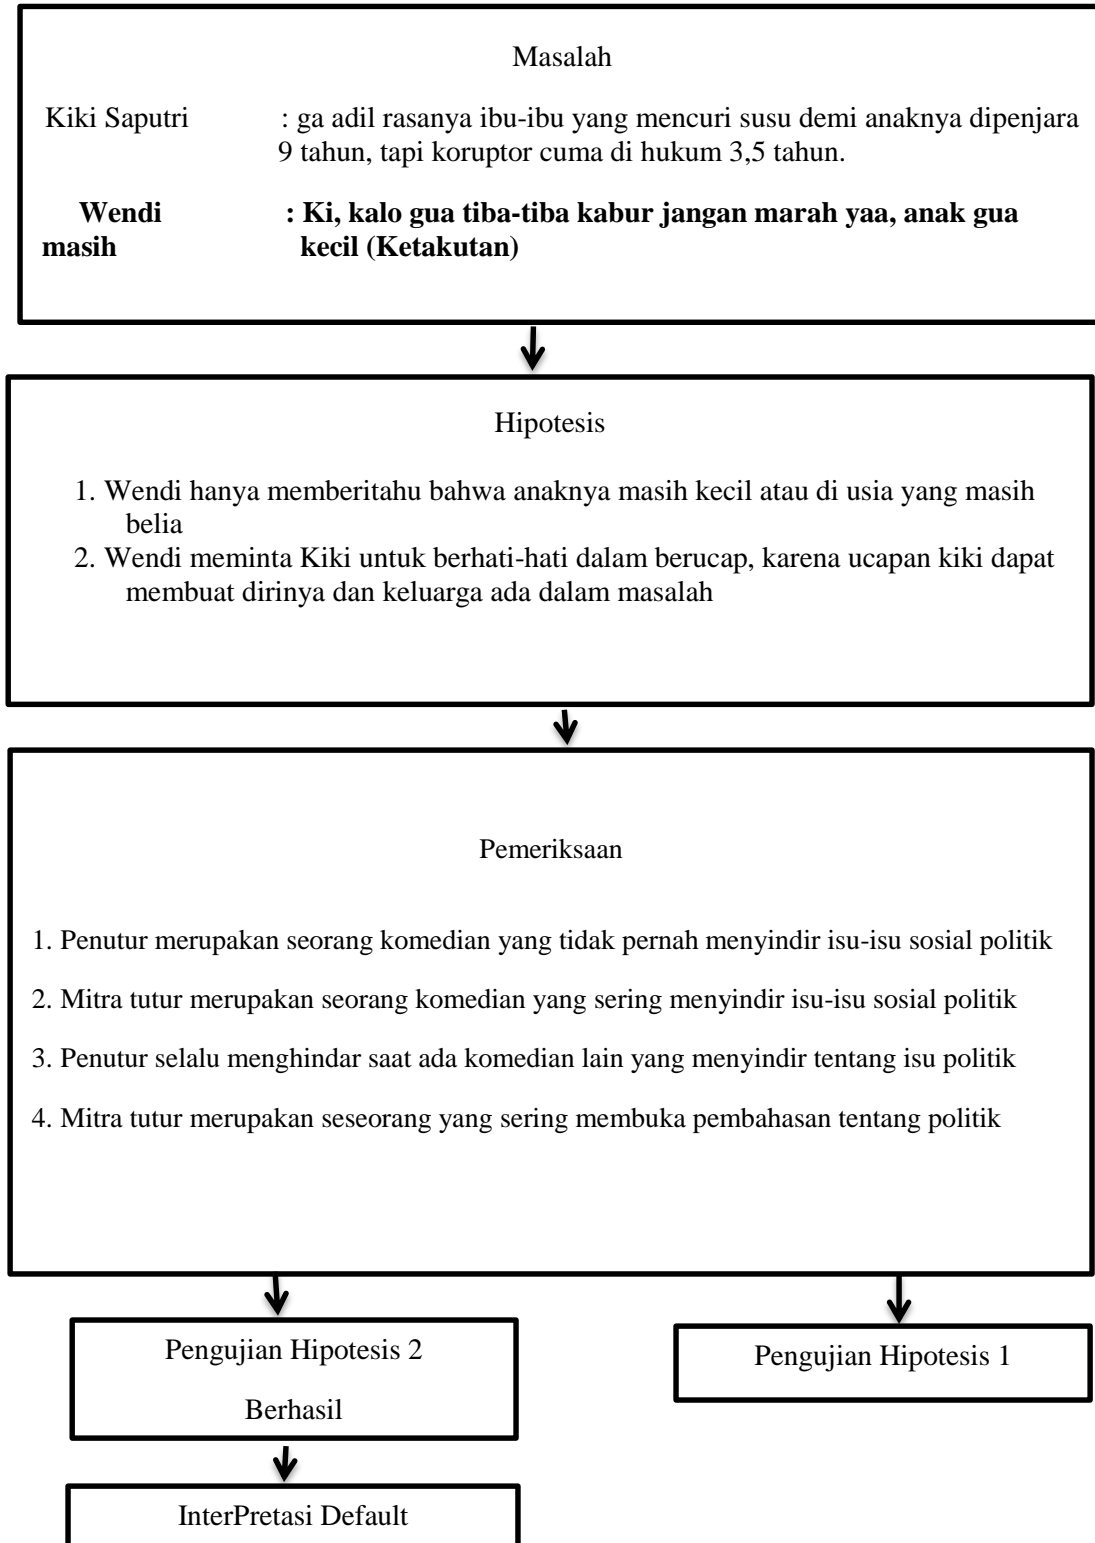 Masalah
Kiki Saputri : ga adil rasanya ibu-ibu yang mencuri susu demi anaknya dipenjara
9 tahun, tapi koruptor cuma di hukum 3,5 tahun.
Wendi : Ki, kalo gua tiba-tiba kabur jangan marah yaa, anak gua
masih kecil (Ketakutan)
Hipotesis
1. Wendi hanya memberitahu bahwa anaknya masih kecil atau di usia yang masih
belia
2. Wendi meminta Kiki untuk berhati-hati dalam berucap, karena ucapan kiki dapat
membuat dirinya dan keluarga ada dalam masalah
Pemeriksaan
1. Penutur merupakan seorang komedian yang tidak pernah menyindir isu-isu sosial politik
2. Mitra tutur merupakan seorang komedian yang sering menyindir isu-isu sosial politik
3. Penutur selalu menghindar saat ada komedian lain yang menyindir tentang isu politik
4. Mitra tutur merupakan seseorang yang sering membuka pembahasan tentang politik
Pengujian Hipotesis 2
Berhasil
Pengujian Hipotesis 1
InterPretasi Default